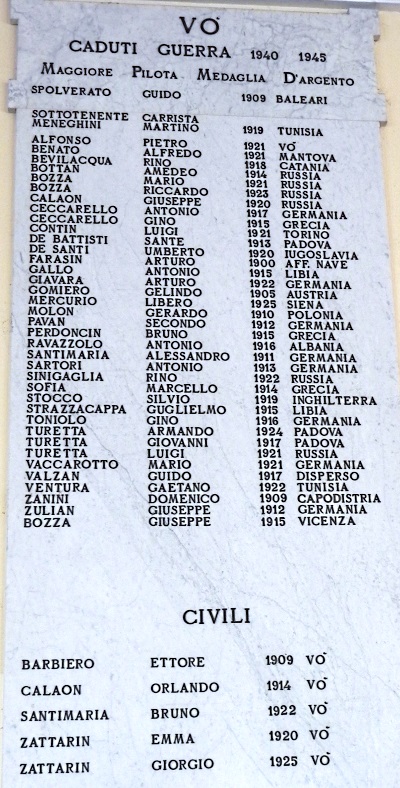 VÒ
CADUTI GUERRA 1940 1945
MAGGIORE PILOTA MEDAGLIA D'ARGENTO
SPOLVERATO GUIDO 1909 BALEARI
SOTTOTENENTE CARRISTA
MENEGHINI MARTINO 1919 TUNISIA
ALFONSO PIETRO 1921 VÒ
BENATO ALFREDO 1921 MANTOVA
BEVILACQUA RINO 1918 CATANIA
BOTTAN AMEDEO 1914 RUSSIA
BOZZA MARIO 1921 RUSSIA
BOZZA RICCARDO 1923 RUSSIA
CALAON GIUSEPPE 1920 RUSSIA
CECCARELLO ANTONIO 1917 GERMANIA
CECCARELLO GINO 1915 GRECIA
CONTIN LUIGI 1921 TORINO
DE BATTISTI SANTE 1913 PADOVA
DE SANTI UMBERTO 1920 IUGOSLAVIA
FARASIN ARTURO 1900 AFF. NAVE
GALLO ANTONIO 1915 LIBIA
GIAVARA ARTURO 1922 GERMANIA
GOMIERO GELINDO 1905 AUSTRIA
MERCURIO LIBERO 1925 SIENA
MOLON GERARDO 1910 POLONIA
PAVAN SECONDO 1912 GERMANIA
PERDONCIN BRUNO 1915 GRECIA
RAVAZZOLO ANTONIO 1916 ALBANIA
SANTIMARIA ALESSANDRO 1911 GERMANIA
SARTORI ANTONIO 1913 GERMANIA
SINIGAGLIA RINO 1922 RUSSIA
SOFIA MARCELLO 1914 GRECIA
STOCCO SILVIO 1919 INGHILTERRA
STRAZZACAPPA GUGLIELMO 1915 LIBIA
TONIOLO GINO 1916 GERMANIA
TURETTA ARMANDO 1924 PADOVA
TURETTA GIOVANNI 1917 PADOVA
TURETTA LUIGI 1921 RUSSIA
VACCAROTTO MARIO 1921 GERMANIA
VALZAN GUIDO 1917 DISPERSO
VENTURA GAETANO 1922 TUNISIA
ZANINI DOMENICO 1909 CAPODISTRIA
ZULIAN GIUSEPPE 1912 GERMANIA
BOZZA GIUSEPPE 1915 VICENZA
CIVILI
BARBIERO ETTORE 1909 VÒ
CALAON ORLANDO 1914 VÒ
SANTIMARIA BRUNO 1922 VÒ
ZATTARIN EMMA 1920 VÒ
ZATTARIN GIORGIO 1925 VÒ